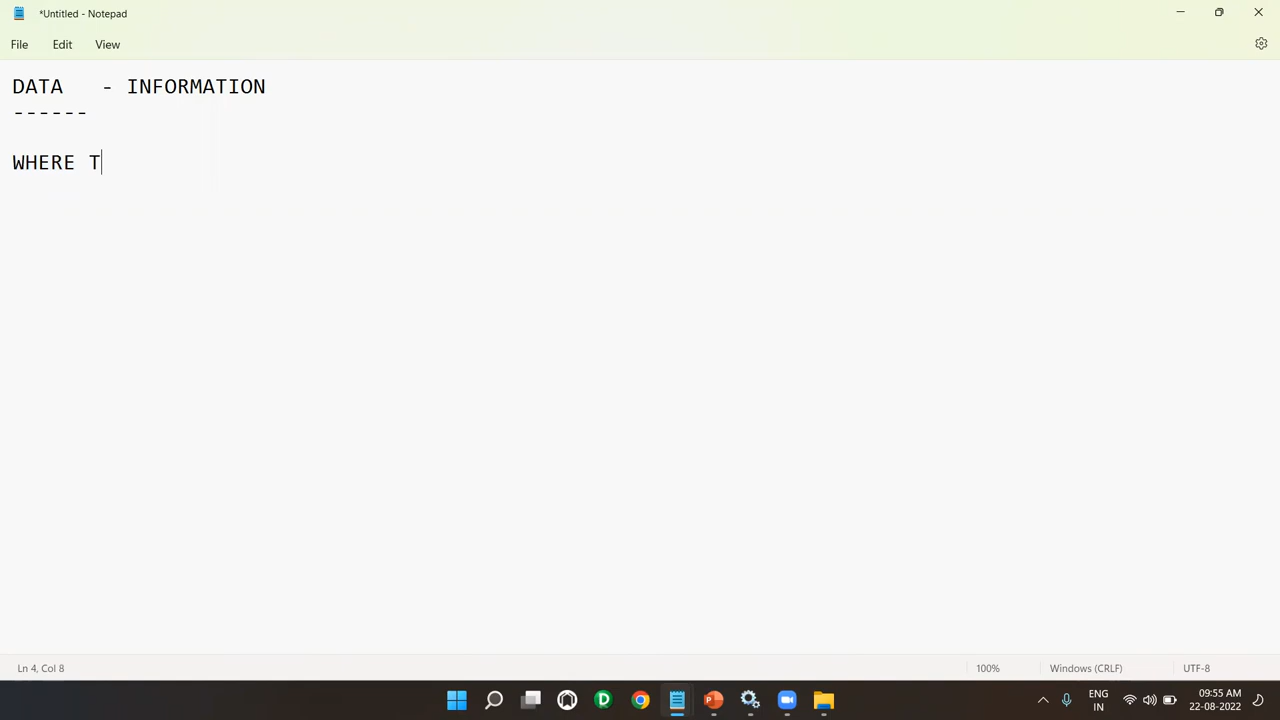 *Untitled - Notepad
File Edit View
DATA   - INFORMATION
------
WHERE T
Ln 4, Col 8 100% Windows (CRLF) UTF-8
ENG
IN
09:55 AM
22-08-2022